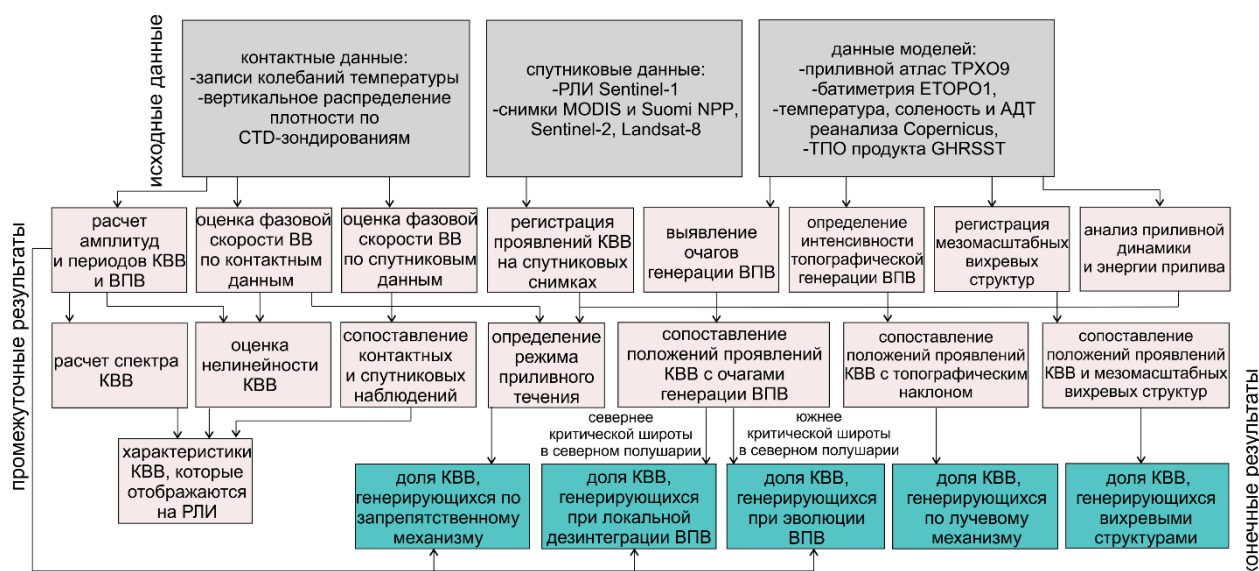 исходные данные
контактные данные:
-записи колебаний температуры
-вертикальное распределение
плотности по
CTD-зондированиям
спутниковые данные:
-РЛИ Sentinel-1
-снимки MODIS и Suomi NPP,
Sentinel-2, Landsat-8
данные моделей:
-приливной атлас TPXO9
-батиметрия ETOPO1,
-температура, соленость и АДТ
реанализа Copernicus,
-ТПО продукта GHRSST
промежуточные результаты
расчет
амплитуд
и периодов КВВ
и ВПВ
оценка фазовой
скорости ВВ
по контактным
данным
оценка фазовой
скорости ВВ
по спутниковым
данным
регистрация
проявлений КВВ
на спутниковых
снимках
выявление
очагов
генерации ВПВ
определение
интенсивности
топографической
генерации ВПВ
регистрация
мезомасштабных
вихревых
структур
анализ приливной
динамики
и энергии прилива
расчет спектра
КВВ
оценка
нелинейности
КВВ
сопоставление
контактных
и спутниковых
наблюдений
определение
режима
приливного
течения
сопоставление
положений проявлений
КВВ с очагами
генерации ВПВ
сопоставление
положений проявлений
КВВ с топографическим
наклоном
сопоставление
положений проявлений
КВВ и мезомасштабных
вихревых структур
севернее
критической широты
в северном полушарии
южнее
критической широты
в северном полушарии
характеристики
КВВ, которые
отображаются
на РЛИ
доля КВВ,
генерирующихся по
запрепятственному
механизму
доля КВВ,
генерирующихся
при локальной
дезинтеграции ВПВ
доля КВВ,
генерирующихся
при эволюции
ВПВ
доля КВВ,
генерирующихся
по лучевому
механизму
доля КВВ,
генерирующихся
вихревыми
структурами
конечные результаты